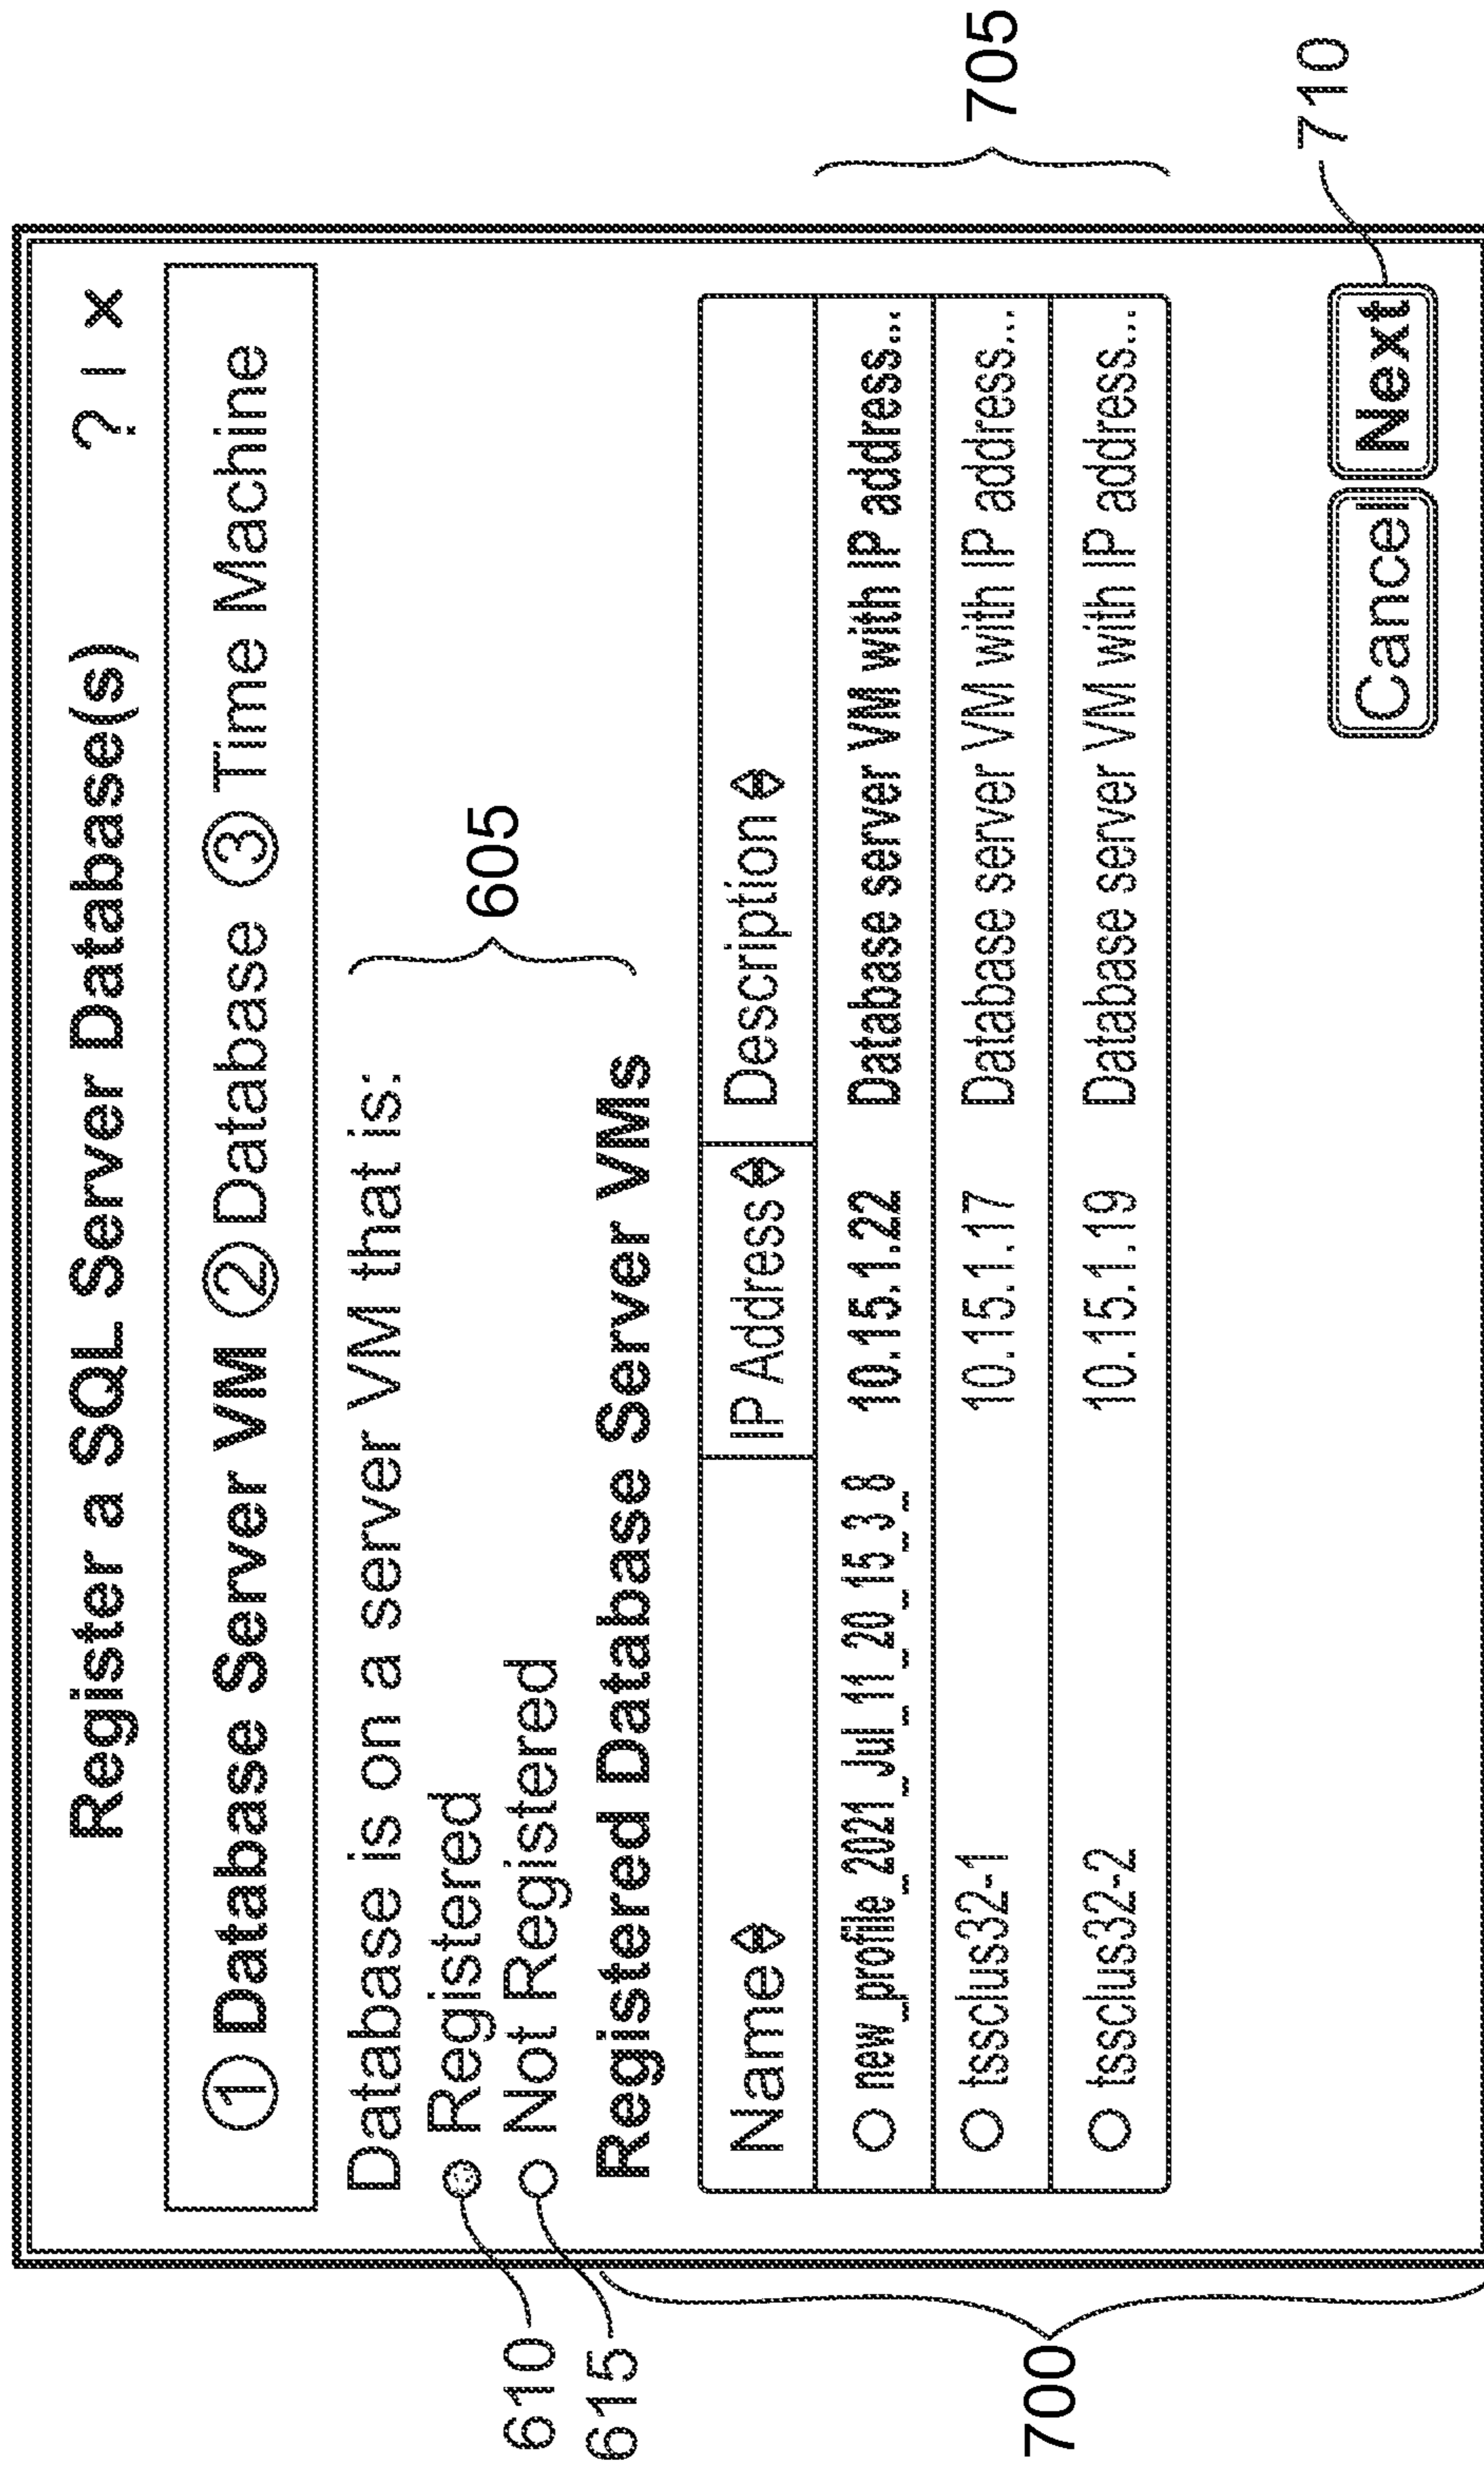 Register a SQL Server Database(s) ? ı ×
① Database Server VM ② Database ③ Time Machine
Database is on a server VM that is:
Registered
Not Registered
605
610
615
Registered Database Server VMs
Name IP Address Description
new_profile_2021_Jul_11_20_15_3_8 10.15.1.22 Database server VM with IP address...
tssclus32-1 10.15.1.17 Database server VM with IP address...
tssclus32-2 10.15.1.19 Database server VM with IP address...
705
700
Cancel Next
710